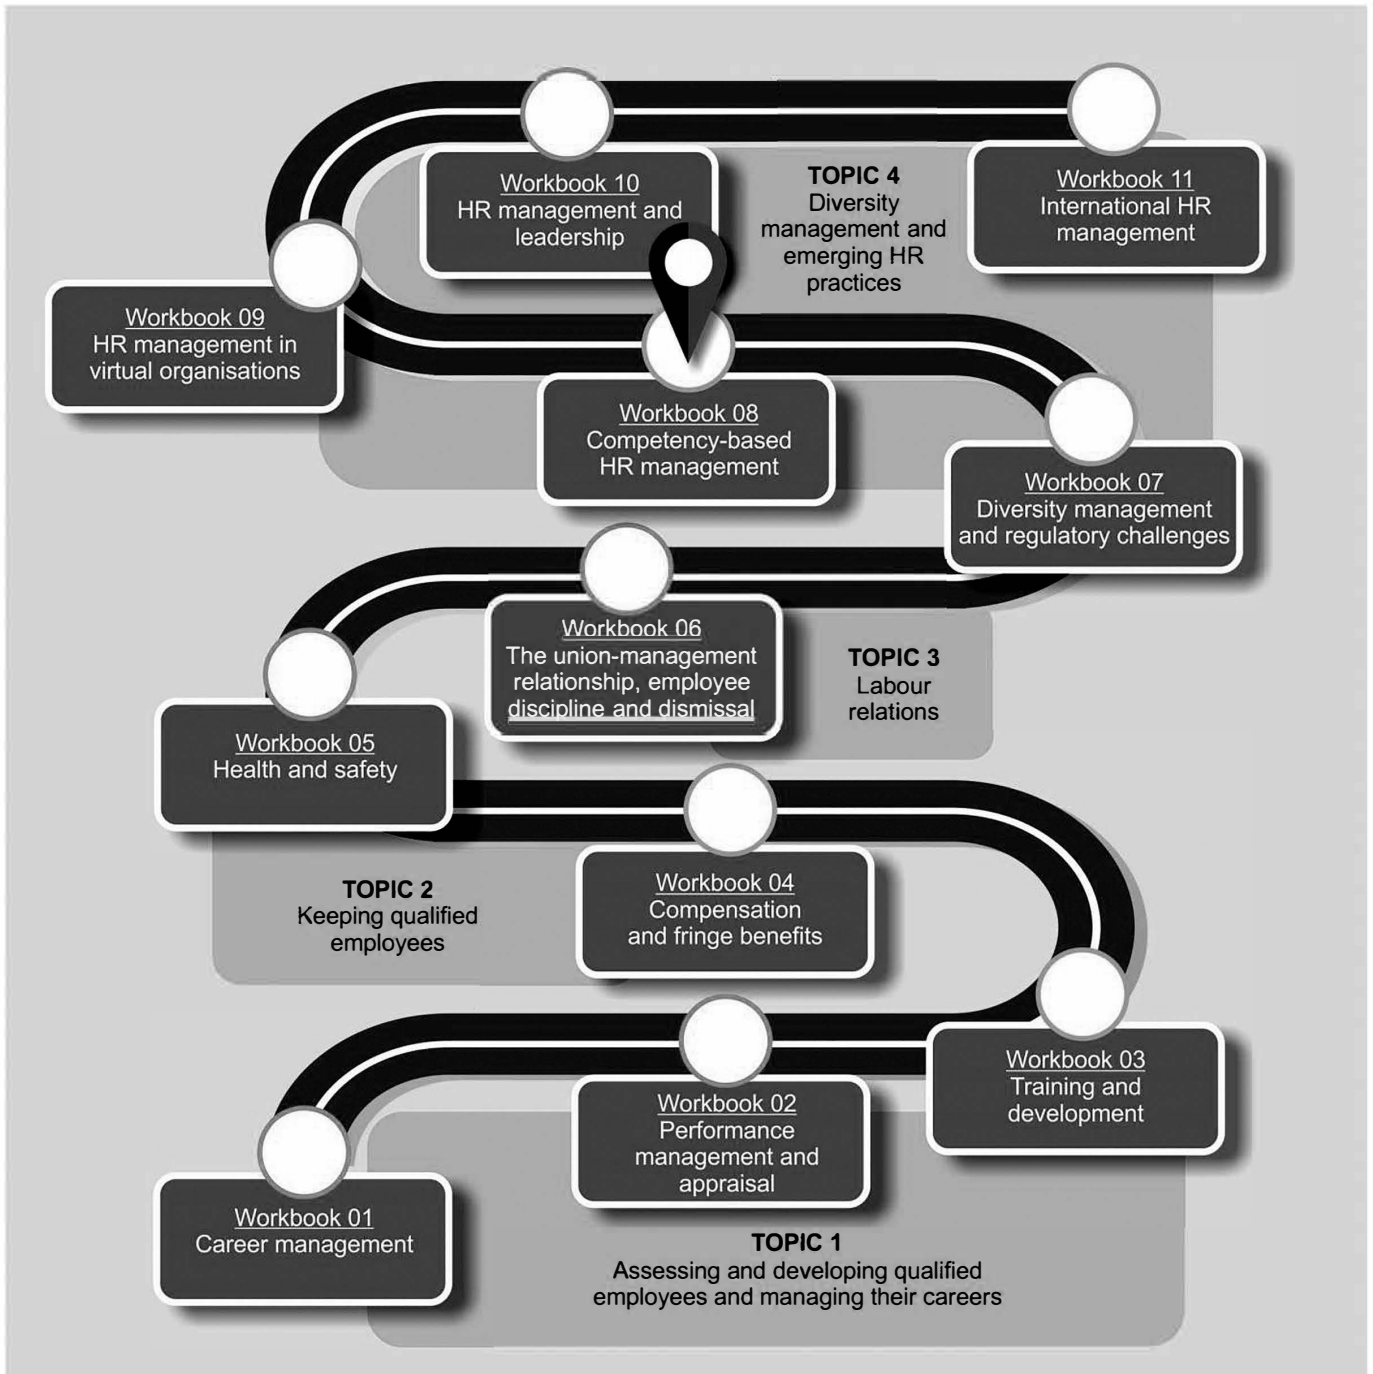 Workbook 10
HR management and
leadership
TOPIC 4
Diversity
management and
emerging HR
practices
Workbook 11
International HR
management
Workbook 09
HR management in
virtual organisations
Workbook 08
Competency-based
HR management
Workbook 07
Diversity management
and regulatory challenges
Workbook 06
The union-management
relationship, employee
discipline and dismissal
TOPIC 3
Labour
relations
Workbook 05
Health and safety
TOPIC 2
Keeping qualified
employees
Workbook 04
Compensation
and fringe benefits
Workbook 03
Training and
development
Workbook 02
Performance
management and
appraisal
Workbook 01
Career management
TOPIC 1
Assessing and developing qualified
employees and managing their careers